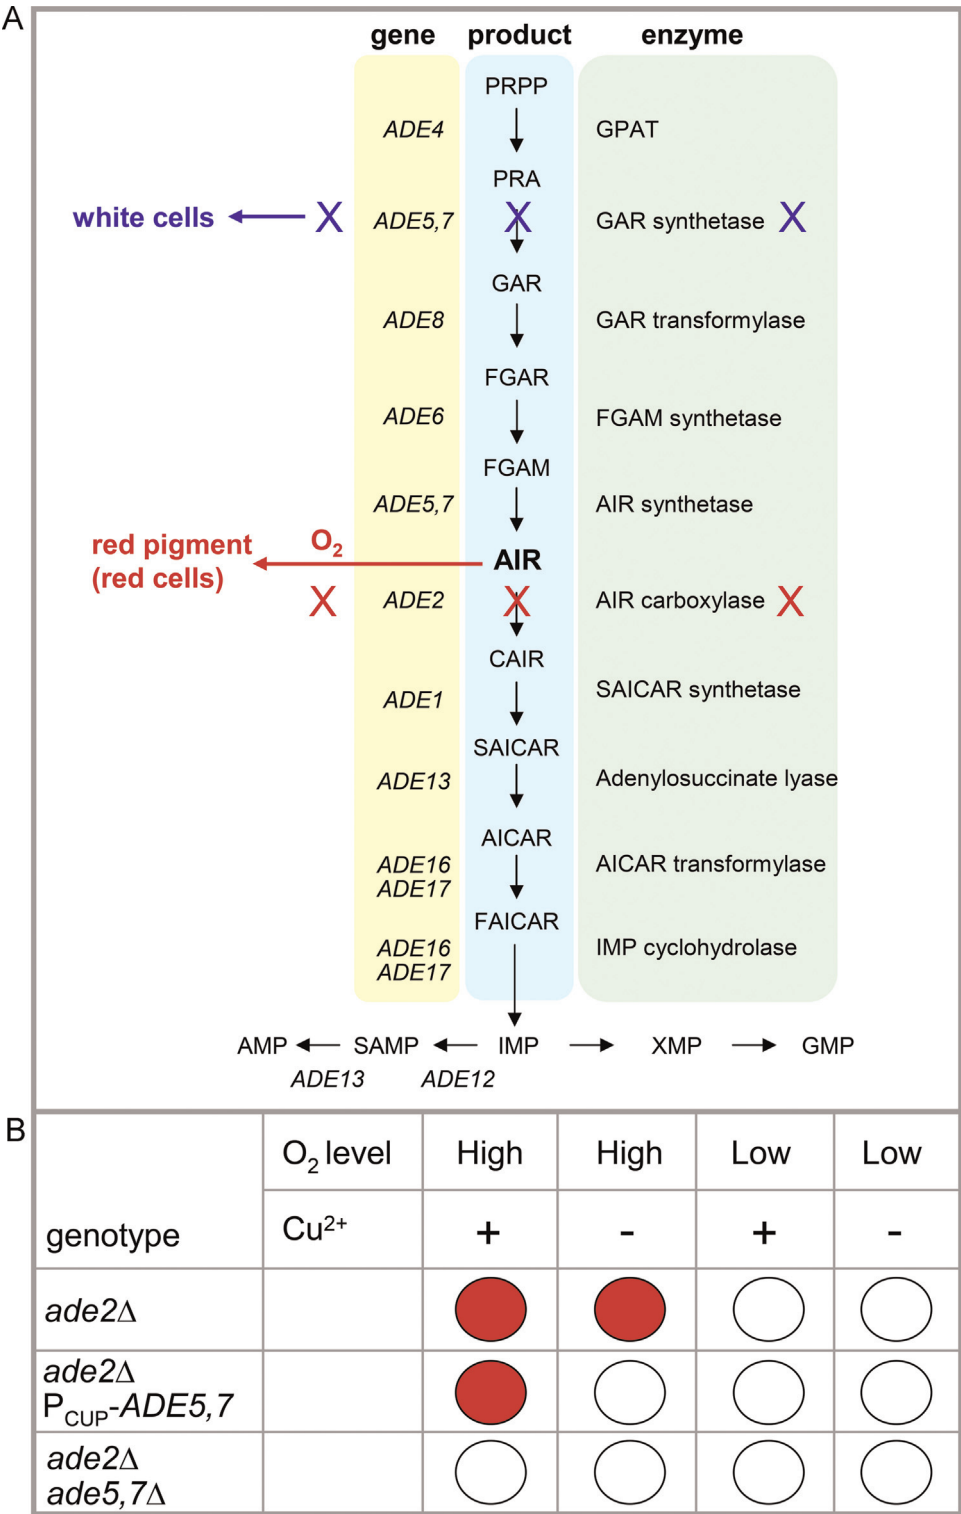 A
gene product enzyme
PRPP
ADE4 GPAT
PRA
white cells X ADE5,7 X GAR synthetase X
GAR
ADE8 GAR transformylase
FGAR
ADE6 FGAM synthetase
FGAM
ADE5,7 AIR synthetase
red pigment O2 AIR
(red cells)
X ADE2 X AIR carboxylase X
CAIR
ADE1 SAICAR synthetase
SAICAR
ADE13 Adenylosuccinate lyase
AICAR
ADE16 AICAR transformylase
ADE17
FAICAR
ADE16 IMP cyclohydrolase
ADE17
AMP SAMP IMP XMP GMP
ADE13 ADE12
B
O2 level High High Low Low
genotype Cu2+ + - + -
ade2Δ
ade2Δ
PCUP-ADE5,7
ade2Δ
ade5,7Δ